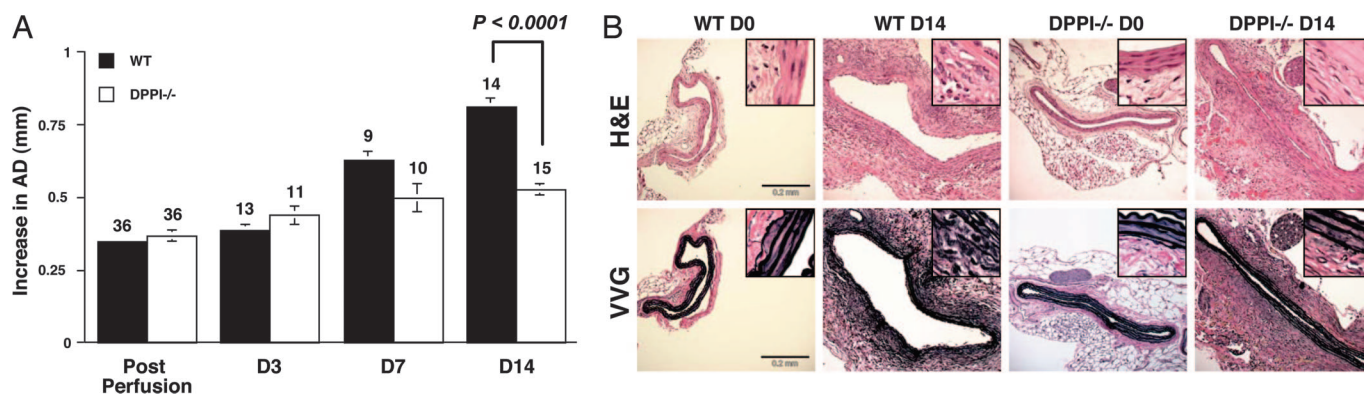 A
P < 0.0001
Increase in AD (mm)
1
0.75
0.5
0.25
0
WT
DPPI-/-
36
36
13
11
9
10
14
15
Post
Perfusion
D3
D7
D14
B
WT D0
WT D14
DPPI-/- D0
DPPI-/- D14
H&E
0.2 mm
VVG
0.2 mm